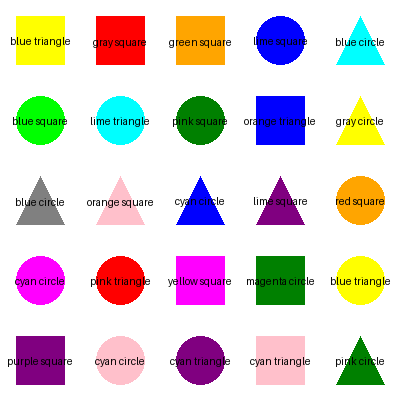 blue triangle
gray square
green square
lime square
blue circle
blue square
lime triangle
pink square
orange triangle
gray circle
blue circle
orange square
cyan circle
lime square
red square
cyan circle
pink triangle
yellow square
magenta circle
blue triangle
purple square
cyan circle
cyan triangle
cyan triangle
pink circle